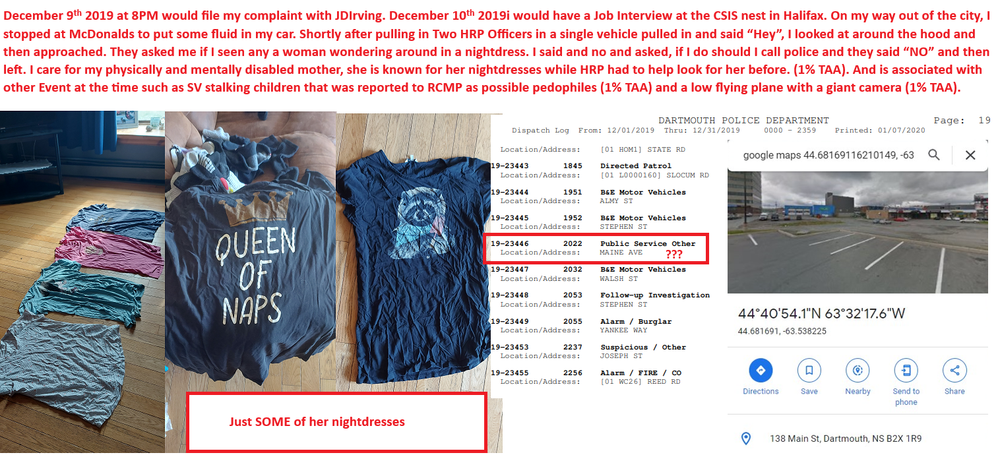 December 9th 2019 at 8PM would file my complaint with JDIrving. December 10th 2019i would have a Job Interview at the CSIS nest in Halifax. On my way out of the city, I
stopped at McDonalds to put some fluid in my car. Shortly after pulling in Two HRP Officers in a single vehicle pulled in and said “Hey”, I looked at around the hood and
then approached. They asked me if I seen any a woman wondering around in a nightdress. I said and no and asked, if I do should I call police and they said “NO” and then
left. I care for my physically and mentally disabled mother, she is known for her nightdresses while HRP had to help look for her before. (1% TAA). And is associated with
other Event at the time such as SV stalking children that was reported to RCMP as possible pedophiles (1% TAA) and a low flying plane with a giant camera (1% TAA).
QUEEN
OF
NAPS
Just SOME of her nightdresses
DARTMOUTH POLICE DEPARTMENT Page: 19
Dispatch Log From: 12/01/2019 Thru: 12/31/2019 0000 - 2359 Printed: 01/07/2020
Location/Address: [01 HOM1] STATE RD
19-23443 1845 Directed Patrol
Location/Address: [01 L0000160] SLOCUM RD
19-23444 1951 B&E Motor Vehicles
Location/Address: ALMY ST
19-23445 1952 B&E Motor Vehicles
Location/Address: STEPHEN ST
19-23446 2022 Public Service Other
Location/Address: MAINE AVE ???
19-23447 2032 B&E Motor Vehicles
Location/Address: WALSH ST
19-23448 2053 Follow-up Investigation
Location/Address: STEPHEN ST
19-23449 2055 Alarm / Burglar
Location/Address: YANKEE WAY
19-23453 2237 Suspicious / Other
Location/Address: JOSEPH ST
19-23455 2256 Alarm / FIRE / CO
Location/Address: [01 WC26] REED RD
google maps 44.68169116210149, -63
44°40'54.1"N 63°32'17.6"W
44.681691, -63.538225
Directions Save Nearby Send to phone Share
138 Main St, Dartmouth, NS B2X 1R9